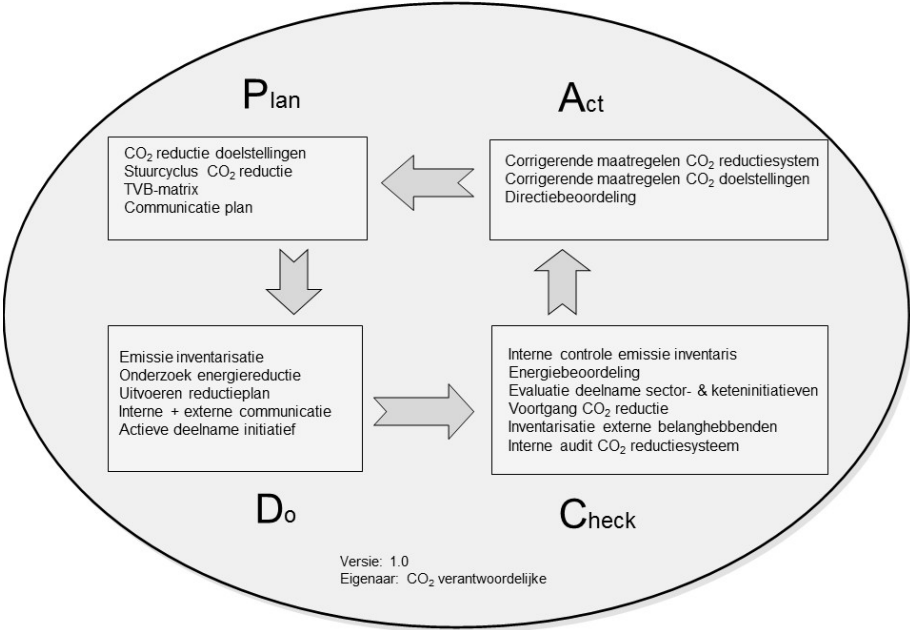 Plan
CO₂ reductie doelstellingen
Stuurcyclus CO₂ reductie
TVB-matrix
Communicatie plan
Act
Corrigerende maatregelen CO₂ reductiesystem
Corrigerende maatregelen CO₂ doelstellingen
Directiebeoordeling
Emissie inventarisatie
Onderzoek energiereductie
Uitvoeren reductieplan
Interne + externe communicatie
Actieve deelname initiatief
Do
Interne controle emissie inventaris
Energiebeoordeling
Evaluatie deelname sector- & keteninitiatieven
Voortgang CO₂ reductie
Inventarisatie externe belanghebbenden
Interne audit CO₂ reductiesysteem
Check
Versie: 1.0
Eigenaar: CO₂ verantwoordelijke